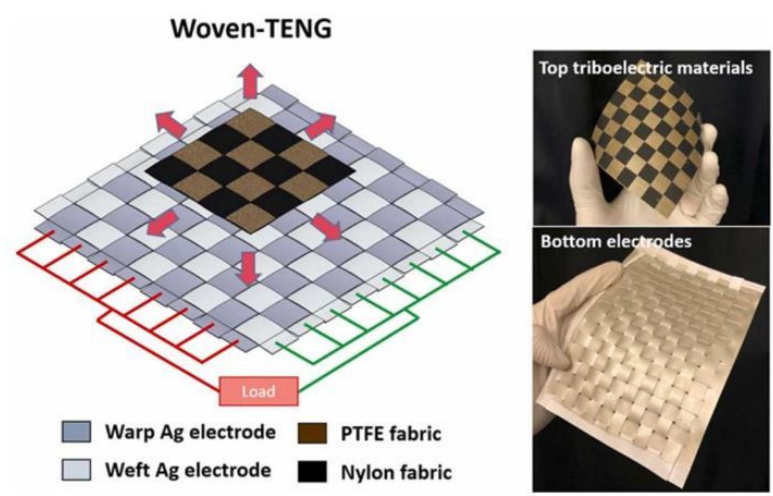 Woven-TENG
Top triboelectric materials
Bottom electrodes
Load
Warp Ag electrode
PTFE fabric
Weft Ag electrode
Nylon fabric